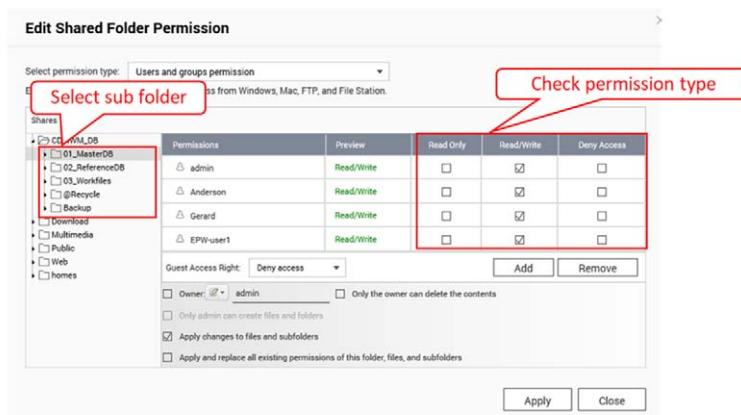 Edit Shared Folder Permission
Select permission type: Users and groups permission
ss from Windows, Mac, FTP, and File Station.
Select sub folder
Check permission type
Shares
01_MasterDB
02_ReferenceDB
03_Workfiles
@Recycle
Backup
Download
Multimedia
Public
Web
homes
Permissions Preview Read Only Read/Write Deny Access
admin Read/Write
Anderson Read/Write
Gerard Read/Write
EPW-user1 Read/Write
Guest Access Right: Deny access Add Remove
Owner: admin Only the owner can delete the contents
Only admin can create files and folders
Apply changes to files and subfolders
Apply and replace all existing permissions of this folder, files, and subfolders
Apply Close